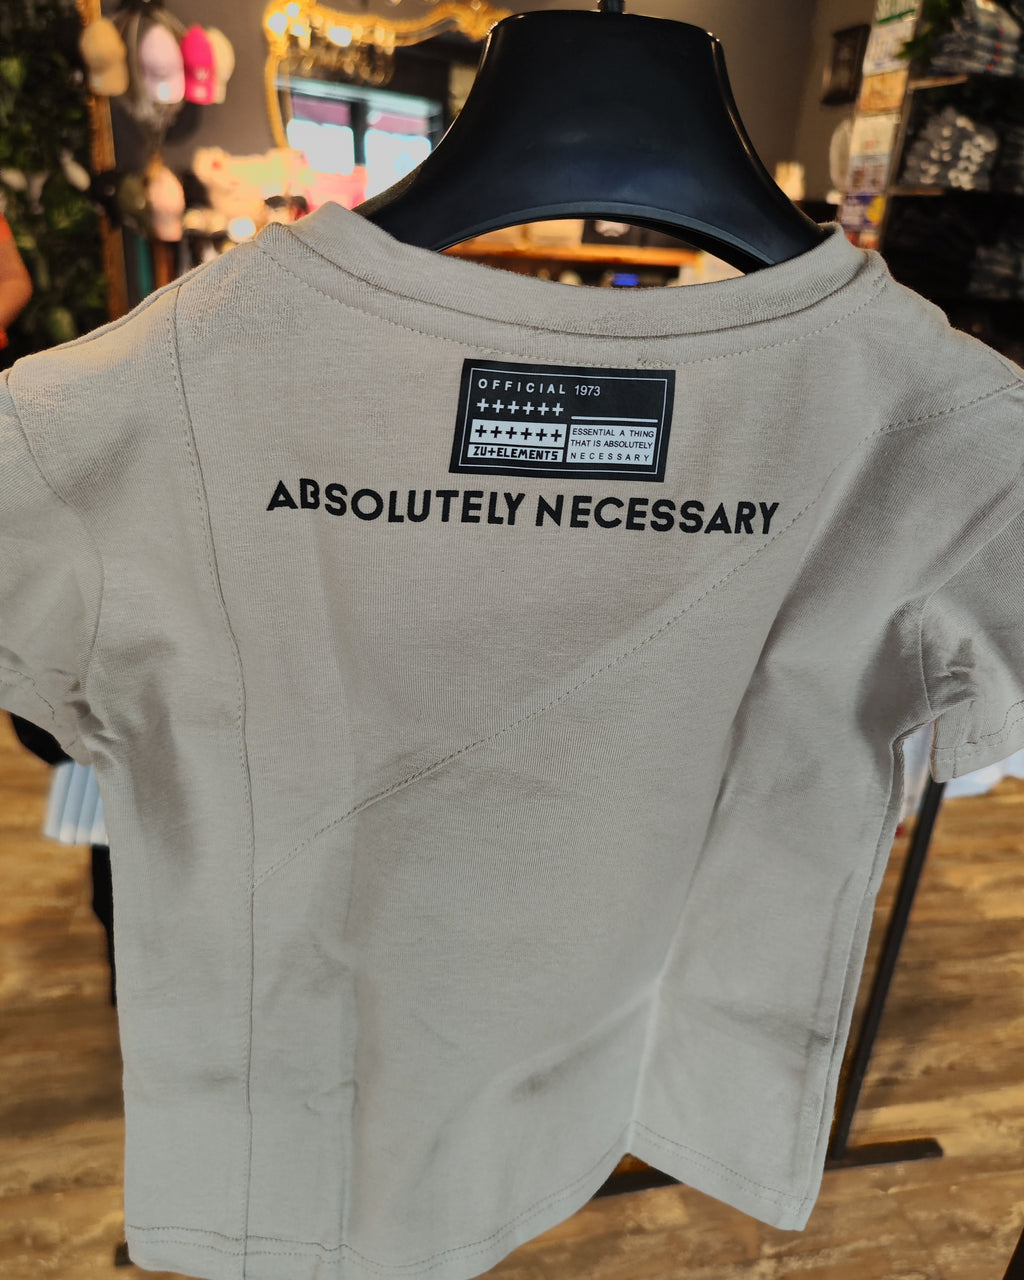 OFFICIAL 1973
++++++
++++++
ZU+ELEMENTS
ESSENTIAL A THING
THAT IS ABSOLUTELY
NECESSARY
ABSOLUTELY NECESSARY